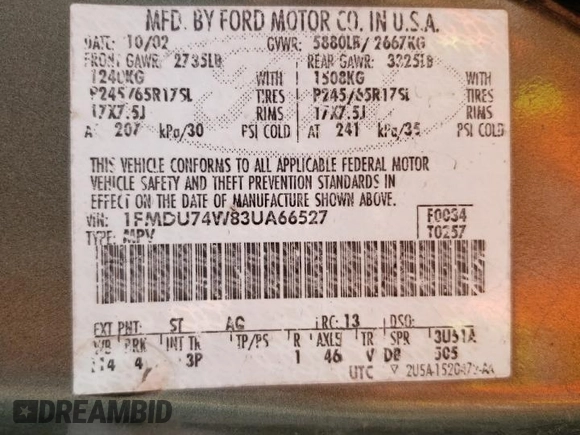 MFD. BY FORD MOTOR CO. IN U.S.A.
DATE: 10/02 GVWR: 5880LB/ 2667KG
FRONT GAWR: 2735LB REAR GAWR: 3325LB
1240KG WITH 1508KG WITH
P245/65R17SL TIRES P245/65R17SL TIRES
17X7.5J RIMS 17X7.5J RIMS
AT 207 kPa/30 PSI COLD AT 241 kPa/35 PSI COLD
THIS VEHICLE CONFORMS TO ALL APPLICABLE FEDERAL MOTOR
VEHICLE SAFETY AND THEFT PREVENTION STANDARDS IN
EFFECT ON THE DATE OF MANUFACTURE SHOWN ABOVE.
VIN: 1FMDU74W83UA66527 F0034
TYPE: MPV T0257
EXT PNT: ST AG RC: 13 DSO:
WB BRK INT TR TP/PS R AXLE TR SPR 3U51A
114 4 3P 1 46 V DB 505
UTC
DREAMBID